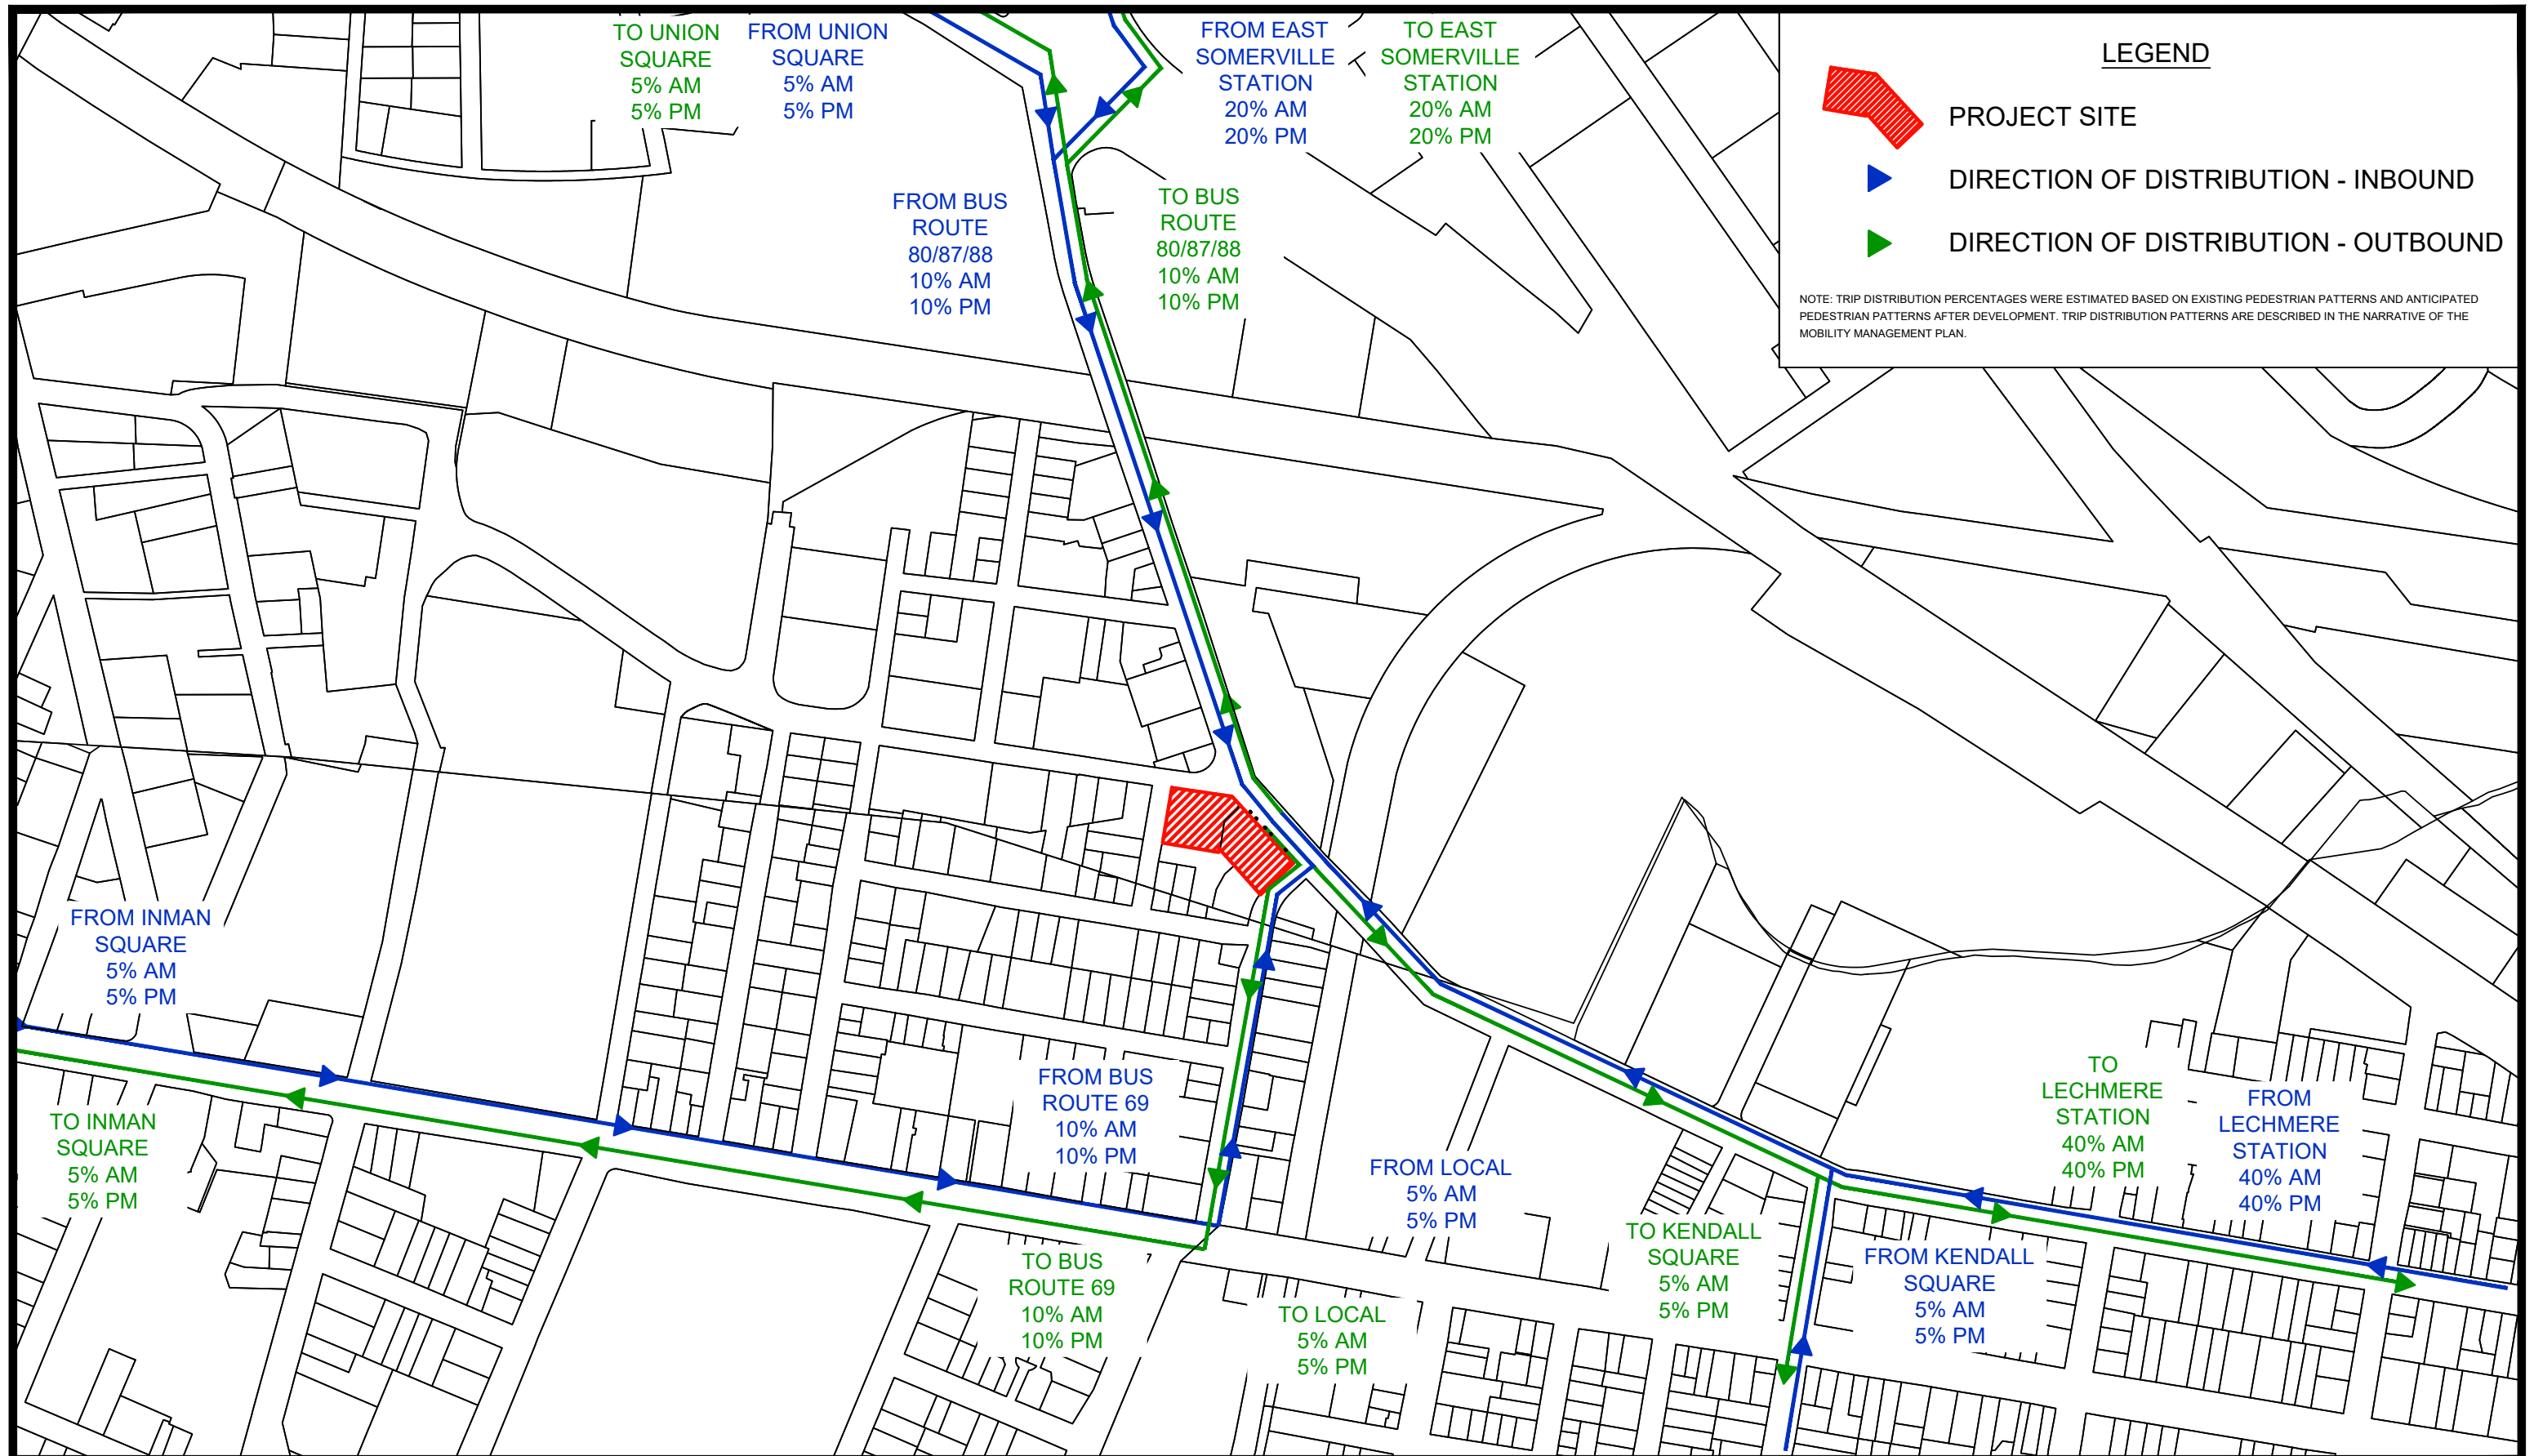 TO UNION
SQUARE
5% AM
5% PM
FROM UNION
SQUARE
5% AM
5% PM
FROM EAST
SOMERVILLE
STATION
20% AM
20% PM
TO EAST
SOMERVILLE
STATION
20% AM
20% PM
LEGEND
PROJECT SITE
DIRECTION OF DISTRIBUTION - INBOUND
DIRECTION OF DISTRIBUTION - OUTBOUND
NOTE: TRIP DISTRIBUTION PERCENTAGES WERE ESTIMATED BASED ON EXISTING PEDESTRIAN PATTERNS AND ANTICIPATED
PEDESTRIAN PATTERNS AFTER DEVELOPMENT. TRIP DISTRIBUTION PATTERNS ARE DESCRIBED IN THE NARRATIVE OF THE
MOBILITY MANAGEMENT PLAN.
FROM BUS
ROUTE
80/87/88
10% AM
10% PM
TO BUS
ROUTE
80/87/88
10% AM
10% PM
FROM INMAN
SQUARE
5% AM
5% PM
TO INMAN
SQUARE
5% AM
5% PM
FROM BUS
ROUTE 69
10% AM
10% PM
TO BUS
ROUTE 69
10% AM
10% PM
FROM LOCAL
5% AM
5% PM
TO LOCAL
5% AM
5% PM
TO KENDALL
SQUARE
5% AM
5% PM
FROM KENDALL
SQUARE
5% AM
5% PM
TO
LECHMERE
STATION
40% AM
40% PM
FROM
LECHMERE
STATION
40% AM
40% PM